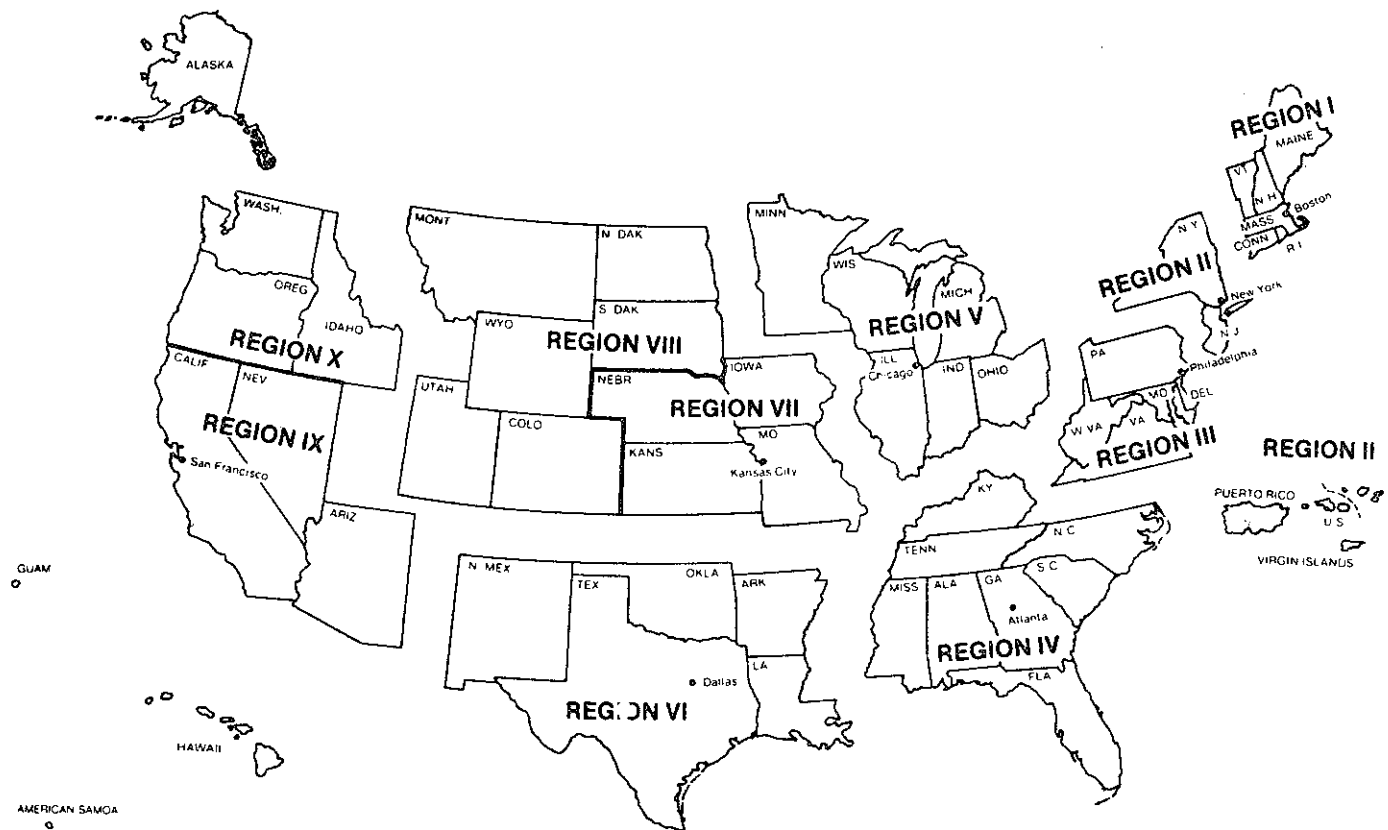 ALASKA
REGION I
MAINE
VT
N H
Boston
MASS
CONN
R I
WASH.
MONT
N DAK
MINN
N Y
WIS
OREG
REGION II
MICH
New York
S DAK
IDAHO
WYO
REGION V
N J
REGION X
REGION VIII
PA
CALIF
NEV
ILL
IOWA
Philadelphia
Chicago
IND
OHIO
UTAH
NEBR
MD
DEL
REGION VII
COLO
W VA
VA
REGION IX
MO
REGION III
KANS
REGION II
San Francisco
Kansas City
KY
PUERTO RICO
ARIZ
U S
VIRGIN ISLANDS
N C
TENN
GUAM
N MEX
OKLA
TEX
ARK
MISS
ALA
GA
S C
Atlanta
REGION IV
LA
FLA
Dallas
REGION VI
HAWAII
AMERICAN SAMOA